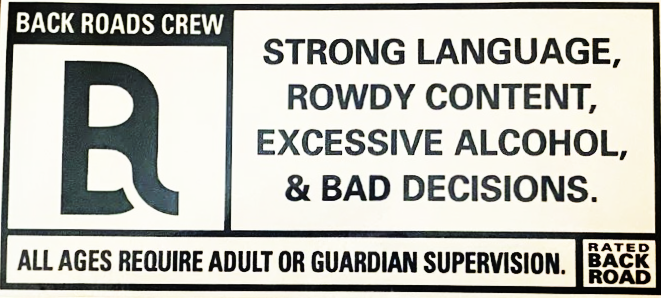 BACK ROADS CREW
BR
STRONG LANGUAGE,
ROWDY CONTENT,
EXCESSIVE ALCOHOL,
& BAD DECISIONS.
ALL AGES REQUIRE ADULT OR GUARDIAN SUPERVISION.
RATED
BACK
ROAD